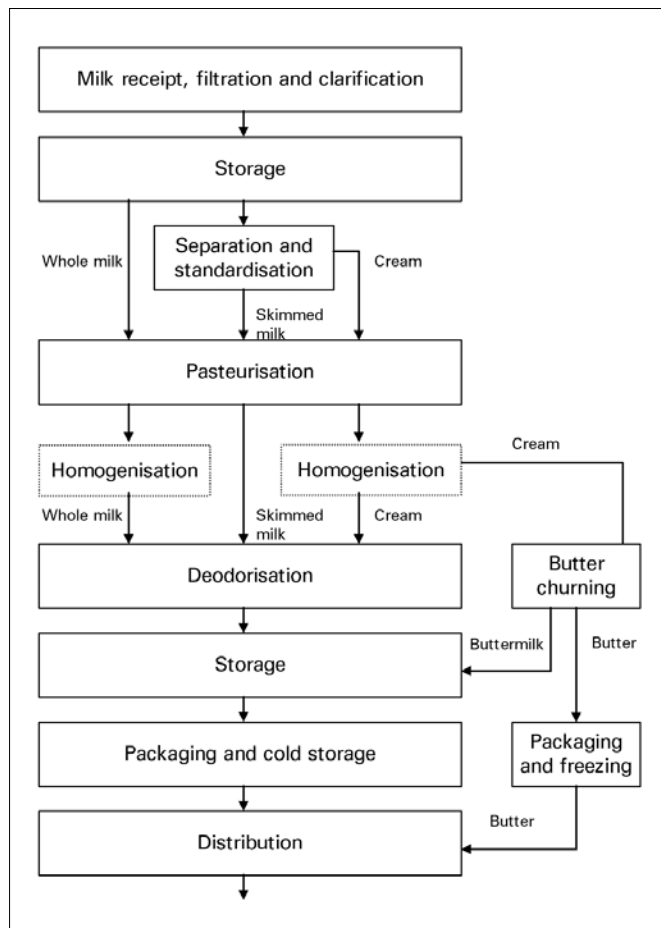 Milk receipt, filtration and clarification
Storage
Whole milk
Separation and
standardisation
Cream
Skimmed
milk
Pasteurisation
Cream
Homogenisation
Homogenisation
Whole milk
Skimmed
milk
Cream
Deodorisation
Butter
churning
Buttermilk
Butter
Storage
Packaging and cold storage
Packaging
and freezing
Butter
Distribution